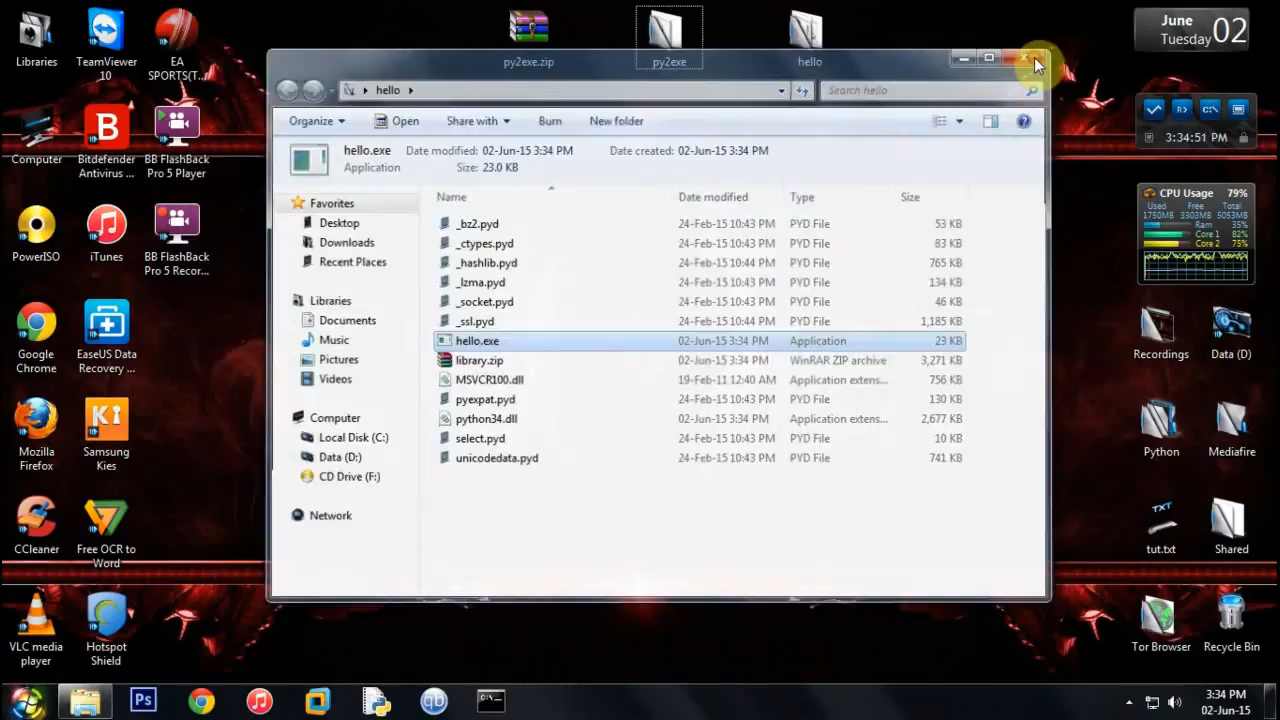 Libraries
TeamViewer
10
EA
SPORTS(T...
py2exe.zip
py2exe
hello
June
Tuesday
02
Computer
Bitdefender
Antivirus ...
BB FlashBack
Pro 5 Player
PowerISO
iTunes
BB FlashBack
Pro 5 Recor...
Google
Chrome
EaseUS Data
Recovery ...
Mozilla
Firefox
Samsung
Kies
CCleaner
Free OCR to
Word
VLC media
player
Hotspot
Shield
hello
Search hello
Organize
Open
Share with
Burn
New folder
hello.exe Date modified: 02-Jun-15 3:34 PM Date created: 02-Jun-15 3:34 PM
Application Size: 23.0 KB
Favorites
Desktop
Downloads
Recent Places
Libraries
Documents
Music
Pictures
Videos
Computer
Local Disk (C:)
Data (D:)
CD Drive (F:)
Network
Name Date modified Type Size
_bz2.pyd 24-Feb-15 10:43 PM PYD File 53 KB
_ctypes.pyd 24-Feb-15 10:43 PM PYD File 83 KB
_hashlib.pyd 24-Feb-15 10:44 PM PYD File 765 KB
_lzma.pyd 24-Feb-15 10:43 PM PYD File 134 KB
_socket.pyd 24-Feb-15 10:43 PM PYD File 46 KB
_ssl.pyd 24-Feb-15 10:44 PM PYD File 1,185 KB
hello.exe 02-Jun-15 3:34 PM Application 23 KB
library.zip 02-Jun-15 3:34 PM WinRAR ZIP archive 3,271 KB
MSVCR100.dll 19-Feb-11 12:40 AM Application extens... 756 KB
pyexpat.pyd 24-Feb-15 10:43 PM PYD File 130 KB
python34.dll 02-Jun-15 3:34 PM Application extens... 2,677 KB
select.pyd 24-Feb-15 10:43 PM PYD File 10 KB
unicodedata.pyd 24-Feb-15 10:43 PM PYD File 741 KB
3:34:51 PM
CPU Usage 79%
Used Free Total
1750MB 3303MB 5053MB
Ram 35%
Core 1 82%
Core 2 75%
Recordings
Data (D)
Python
Mediafire
TXT
tut.txt
Shared
Tor Browser
Recycle Bin
Ps
qb
C:\
3:34 PM
02-Jun-15